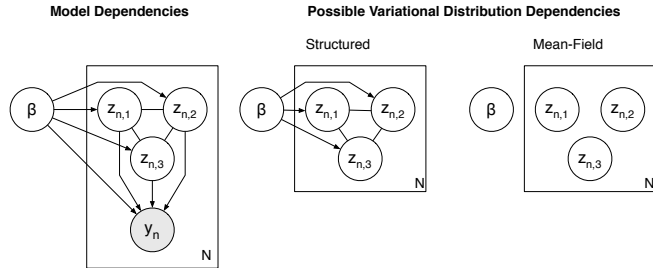 Model Dependencies
Possible Variational Distribution Dependencies
Structured
Mean-Field
β
z_{n,1}
z_{n,2}
z_{n,3}
y_n
N
β
z_{n,1}
z_{n,2}
z_{n,3}
N
β
z_{n,1}
z_{n,2}
z_{n,3}
N